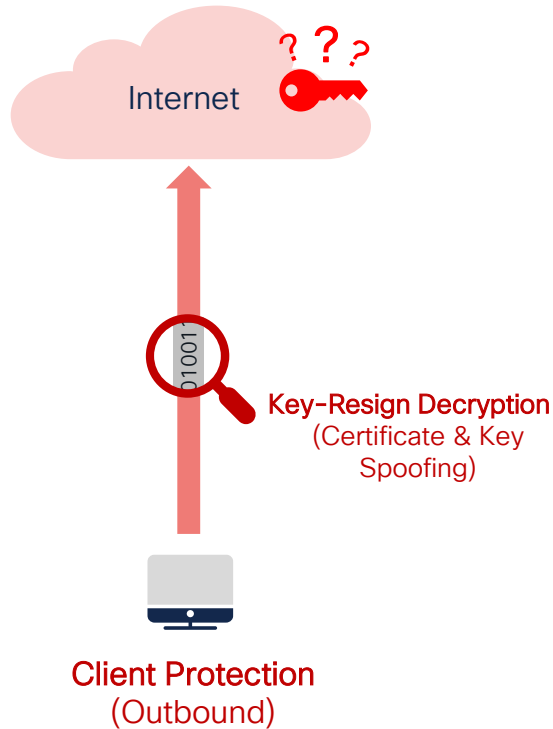 ? ? ?
Internet
01001
Key-Resign Decryption
(Certificate & Key
Spoofing)
Client Protection
(Outbound)